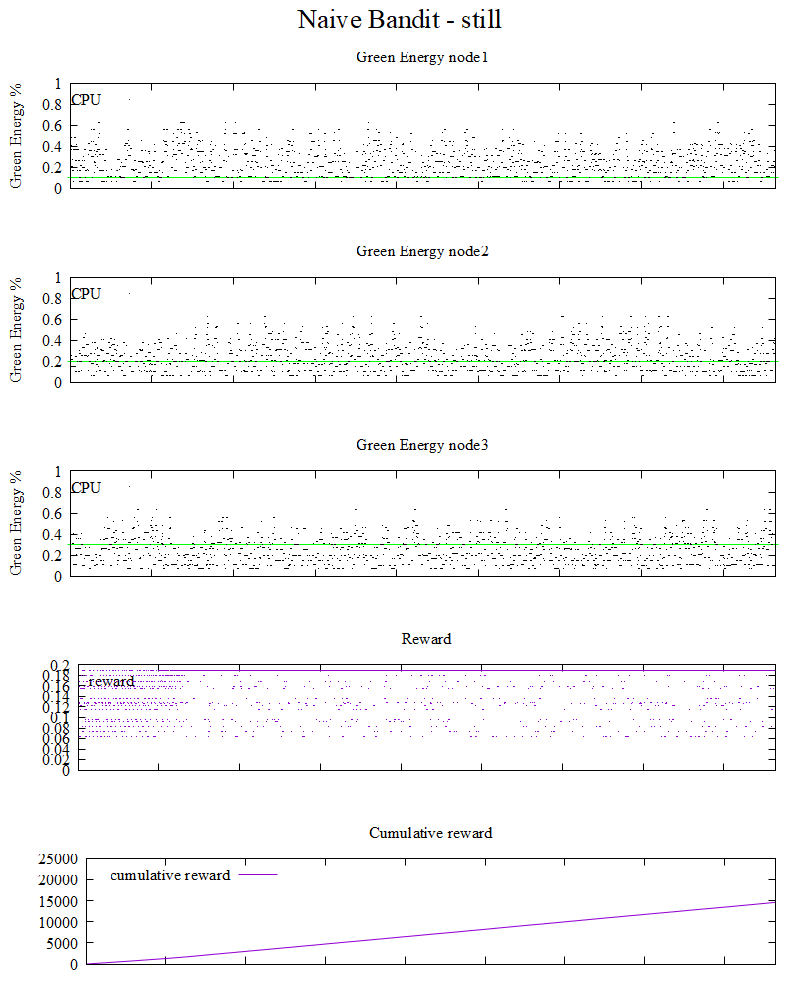 Naive Bandit - still
Green Energy node1
Green Energy %
1
0.8
0.6
0.4
0.2
0
CPU
Green Energy node2
Green Energy %
1
0.8
0.6
0.4
0.2
0
CPU
Green Energy node3
Green Energy %
1
0.8
0.6
0.4
0.2
0
CPU
Reward
0.2
0.18
0.16
0.14
0.12
0.1
0.08
0.06
0.04
0.02
0
reward
Cumulative reward
25000
20000
15000
10000
5000
0
cumulative reward